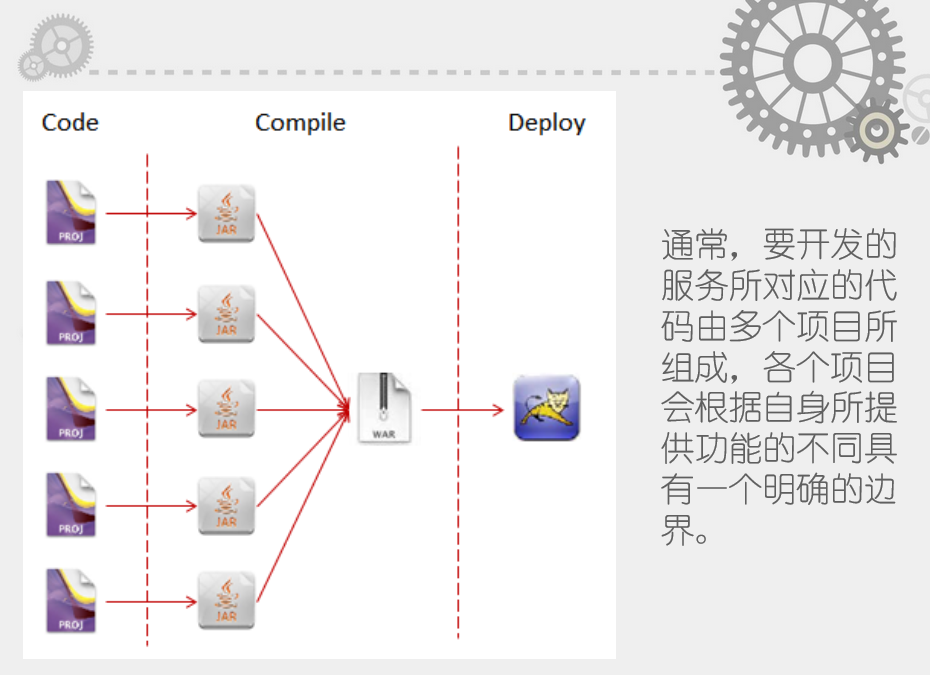 Code Compile Deploy
PROJ JAR
PROJ JAR
PROJ JAR
WAR
PROJ JAR
PROJ JAR
通常，要开发的
服务所对应的代
码由多个项目所
组成，各个项目
会根据自身所提
供功能的不同具
有一个明确的边
界。